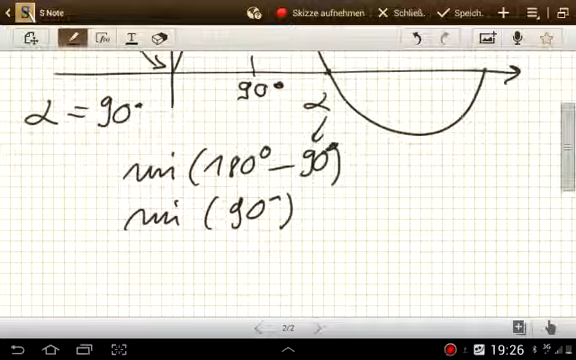 S Note
Skizze aufnehmen
Schließ.
Speich.
90°
α = 90°
α
sin (180° – 90°)
sin (90°)
2/2
19:26